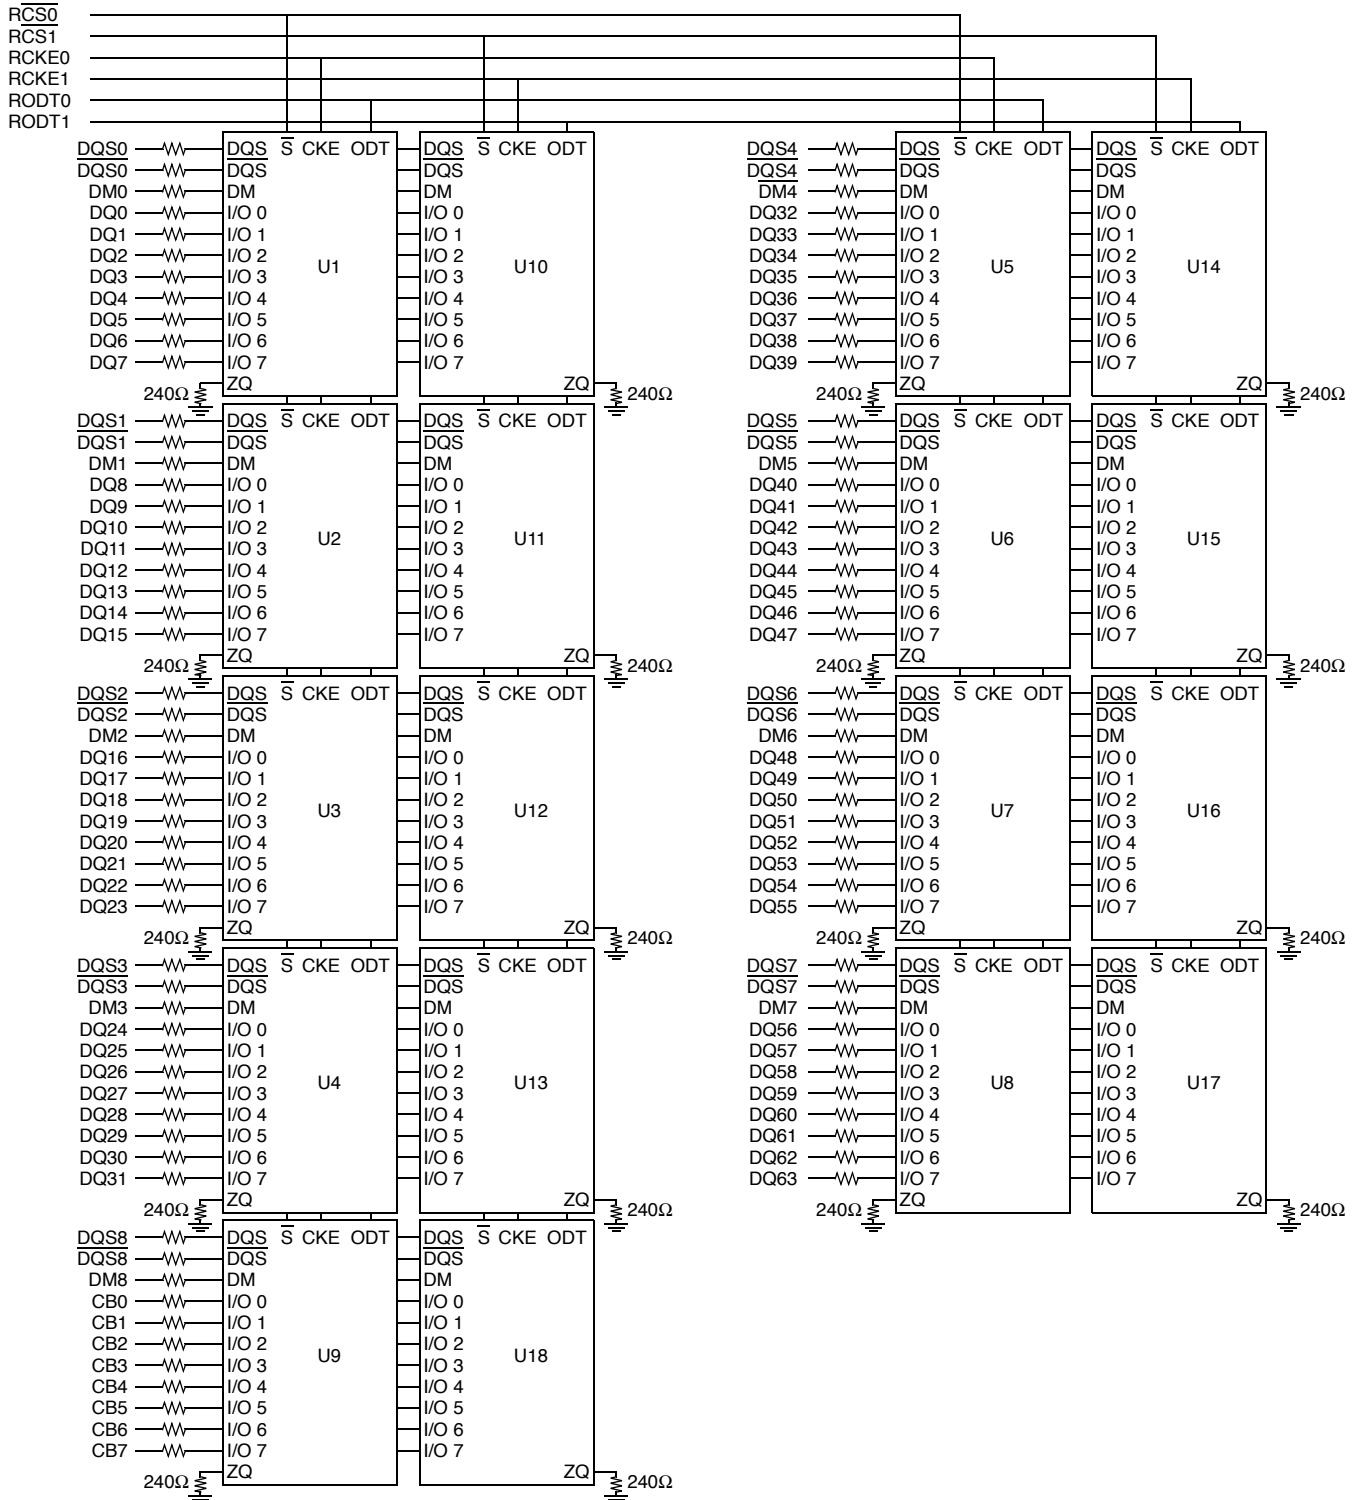 RCS0
RCS1
RCKE0
RCKE1
RODT0
RODT1
DQS0 DQS S CKE ODT DQS S CKE ODT DQS4 DQS S CKE ODT DQS S CKE ODT
DQS0 DQS DQS DQS4 DQS DQS
DM0 DM DM DM4 DM DM
DQ0 I/O 0 I/O 0 DQ32 I/O 0 I/O 0
DQ1 I/O 1 I/O 1 DQ33 I/O 1 I/O 1
DQ2 I/O 2 I/O 2 DQ34 I/O 2 I/O 2
U1 U10 U5 U14
DQ3 I/O 3 I/O 3 DQ35 I/O 3 I/O 3
DQ4 I/O 4 I/O 4 DQ36 I/O 4 I/O 4
DQ5 I/O 5 I/O 5 DQ37 I/O 5 I/O 5
DQ6 I/O 6 I/O 6 DQ38 I/O 6 I/O 6
DQ7 I/O 7 I/O 7 DQ39 I/O 7 I/O 7
ZQ ZQ ZQ ZQ
240Ω 240Ω 240Ω 240Ω
DQS1 DQS S CKE ODT DQS S CKE ODT DQS5 DQS S CKE ODT DQS S CKE ODT
DQS1 DQS DQS DQS5 DQS DQS
DM1 DM DM DM5 DM DM
DQ8 I/O 0 I/O 0 DQ40 I/O 0 I/O 0
DQ9 I/O 1 I/O 1 DQ41 I/O 1 I/O 1
DQ10 I/O 2 I/O 2 DQ42 I/O 2 I/O 2
U2 U11 U6 U15
DQ11 I/O 3 I/O 3 DQ43 I/O 3 I/O 3
DQ12 I/O 4 I/O 4 DQ44 I/O 4 I/O 4
DQ13 I/O 5 I/O 5 DQ45 I/O 5 I/O 5
DQ14 I/O 6 I/O 6 DQ46 I/O 6 I/O 6
DQ15 I/O 7 I/O 7 DQ47 I/O 7 I/O 7
ZQ ZQ ZQ ZQ
240Ω 240Ω 240Ω 240Ω
DQS2 DQS S CKE ODT DQS S CKE ODT DQS6 DQS S CKE ODT DQS S CKE ODT
DQS2 DQS DQS DQS6 DQS DQS
DM2 DM DM DM6 DM DM
DQ16 I/O 0 I/O 0 DQ48 I/O 0 I/O 0
DQ17 I/O 1 I/O 1 DQ49 I/O 1 I/O 1
DQ18 I/O 2 I/O 2 DQ50 I/O 2 I/O 2
U3 U12 U7 U16
DQ19 I/O 3 I/O 3 DQ51 I/O 3 I/O 3
DQ20 I/O 4 I/O 4 DQ52 I/O 4 I/O 4
DQ21 I/O 5 I/O 5 DQ53 I/O 5 I/O 5
DQ22 I/O 6 I/O 6 DQ54 I/O 6 I/O 6
DQ23 I/O 7 I/O 7 DQ55 I/O 7 I/O 7
ZQ ZQ ZQ ZQ
240Ω 240Ω 240Ω 240Ω
DQS3 DQS S CKE ODT DQS S CKE ODT DQS7 DQS S CKE ODT DQS S CKE ODT
DQS3 DQS DQS DQS7 DQS DQS
DM3 DM DM DM7 DM DM
DQ24 I/O 0 I/O 0 DQ56 I/O 0 I/O 0
DQ25 I/O 1 I/O 1 DQ57 I/O 1 I/O 1
DQ26 I/O 2 I/O 2 DQ58 I/O 2 I/O 2
U4 U13 U8 U17
DQ27 I/O 3 I/O 3 DQ59 I/O 3 I/O 3
DQ28 I/O 4 I/O 4 DQ60 I/O 4 I/O 4
DQ29 I/O 5 I/O 5 DQ61 I/O 5 I/O 5
DQ30 I/O 6 I/O 6 DQ62 I/O 6 I/O 6
DQ31 I/O 7 I/O 7 DQ63 I/O 7 I/O 7
ZQ ZQ ZQ ZQ
240Ω 240Ω 240Ω 240Ω
DQS8 DQS S CKE ODT DQS S CKE ODT
DQS8 DQS DQS
DM8 DM DM
CB0 I/O 0 I/O 0
CB1 I/O 1 I/O 1
CB2 I/O 2 I/O 2
U9 U18
CB3 I/O 3 I/O 3
CB4 I/O 4 I/O 4
CB5 I/O 5 I/O 5
CB6 I/O 6 I/O 6
CB7 I/O 7 I/O 7
ZQ ZQ
240Ω 240Ω